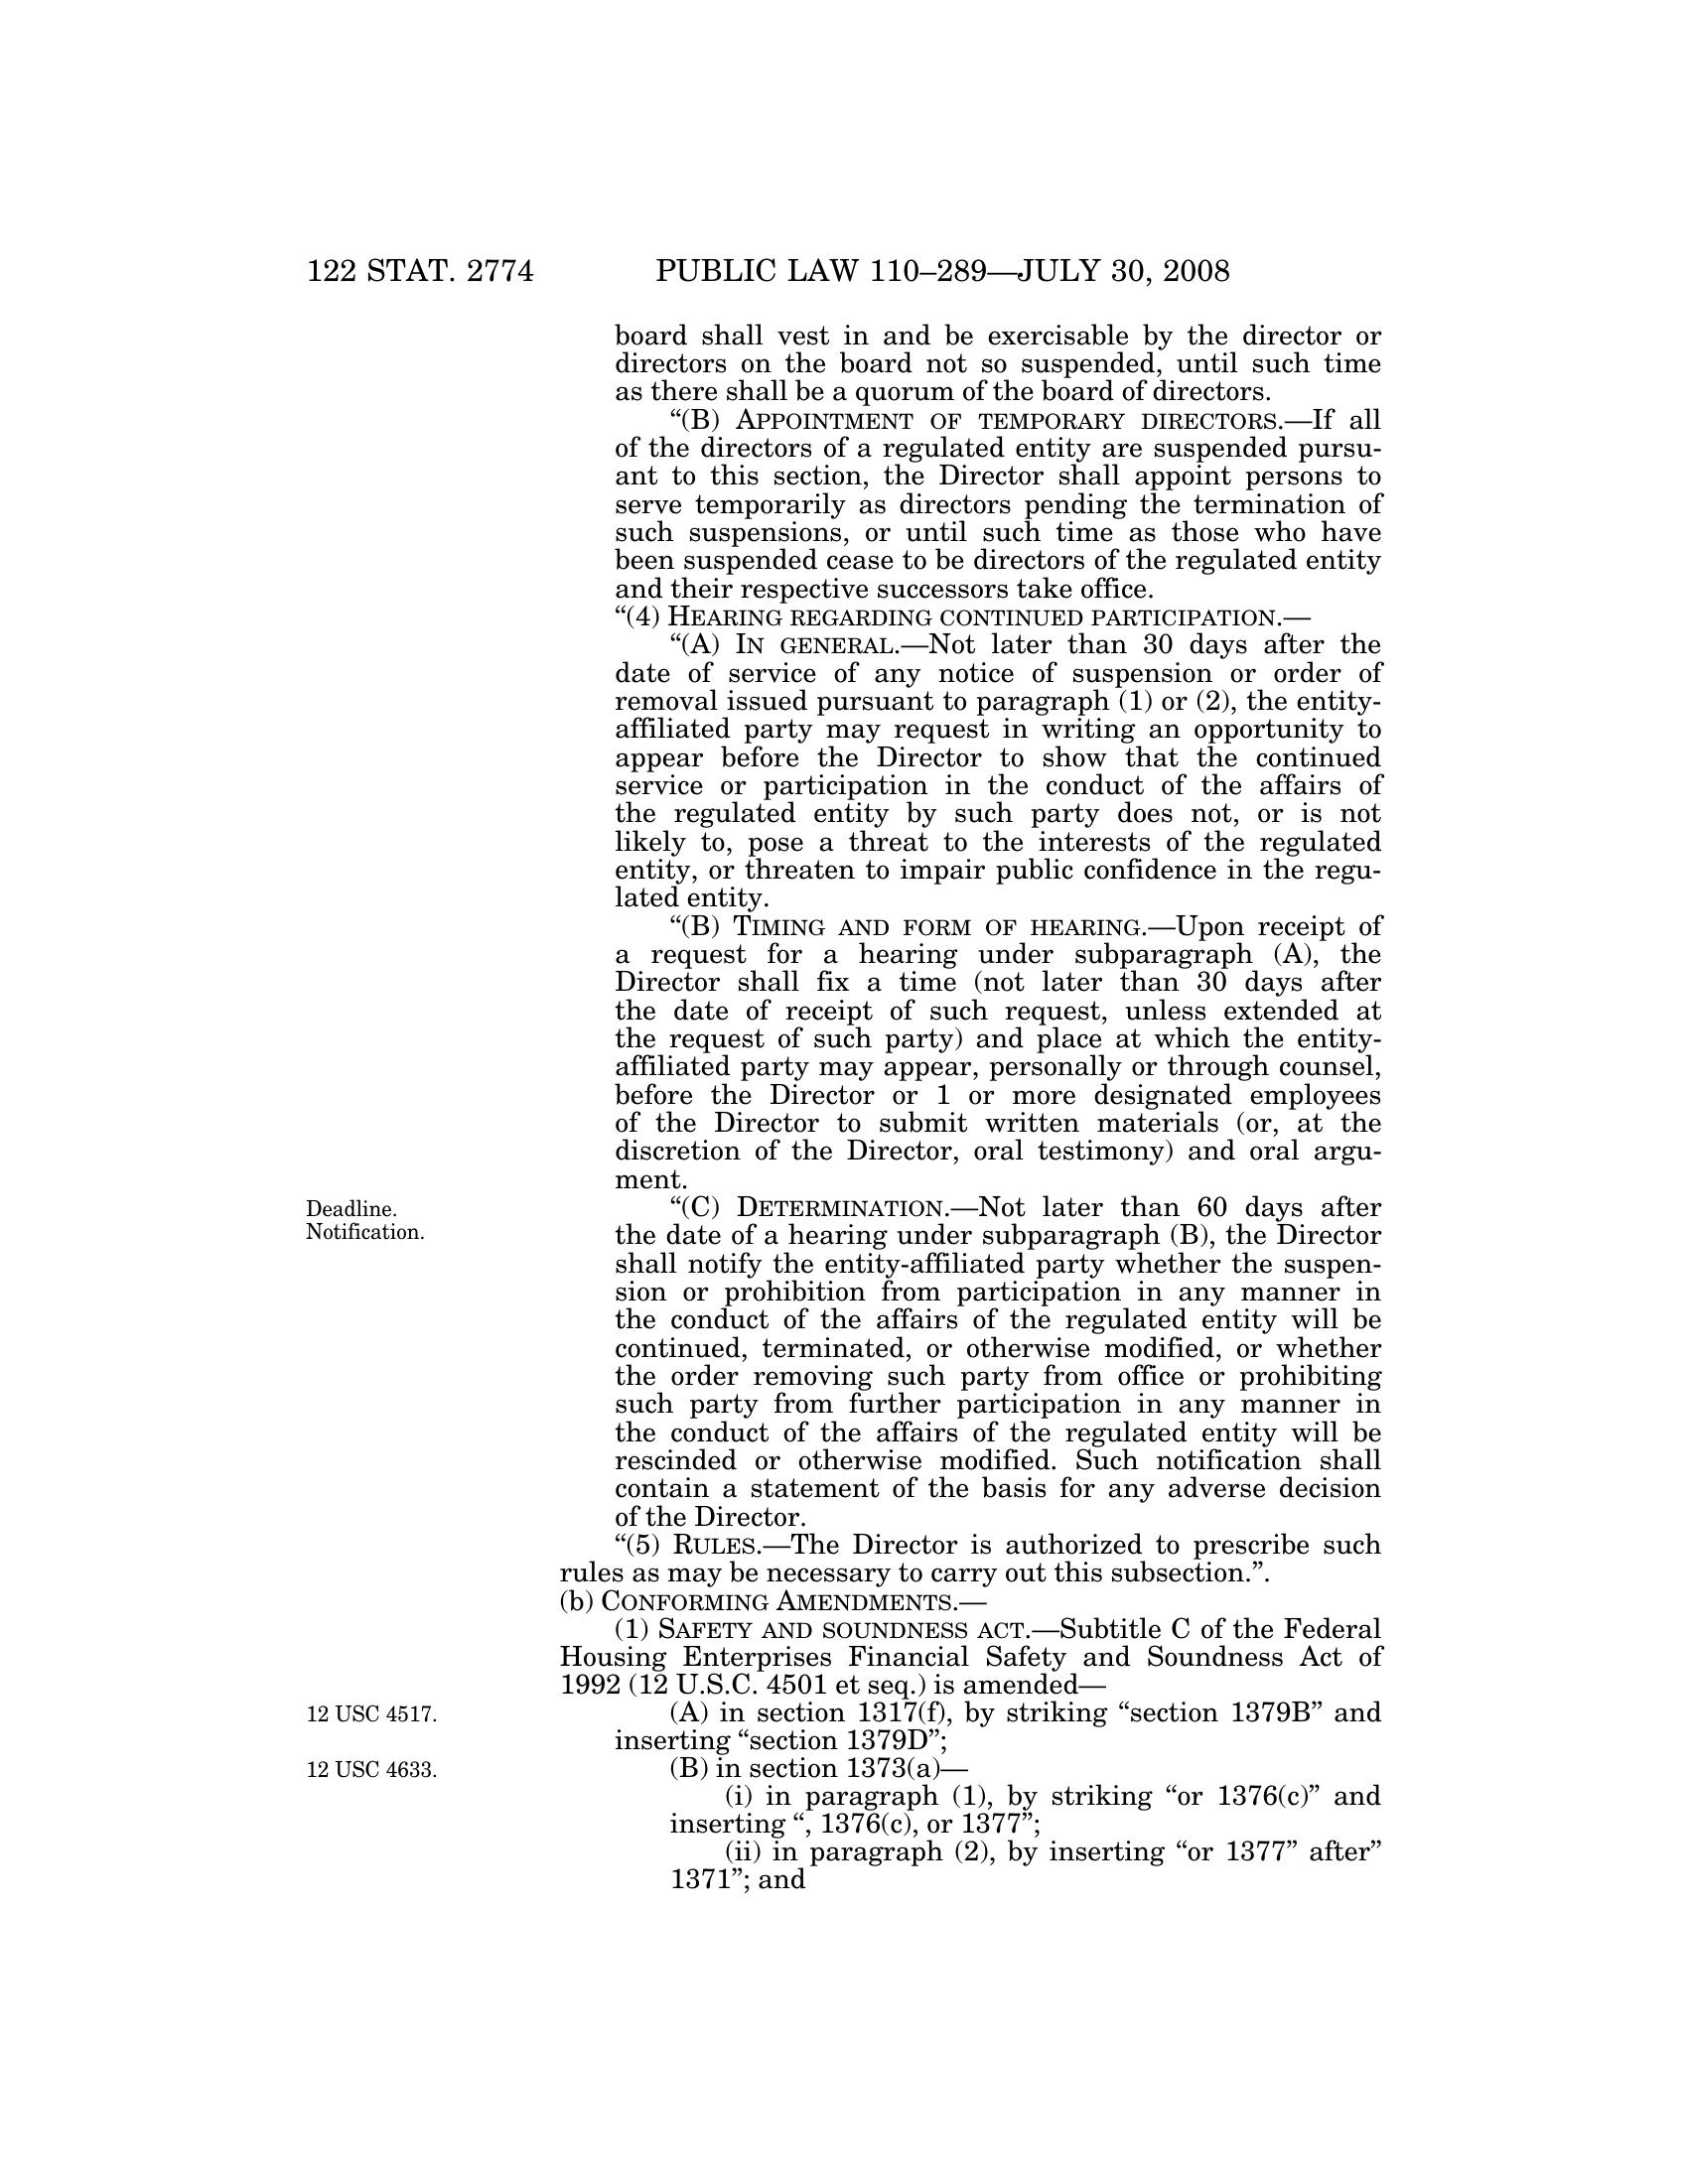 122 STAT. 2774 PUBLIC LAW 110–289—JULY 30, 2008
board shall vest in and be exercisable by the director or
directors on the board not so suspended, until such time
as there shall be a quorum of the board of directors.
“(B) APPOINTMENT OF TEMPORARY DIRECTORS.—If all
of the directors of a regulated entity are suspended pursu-
ant to this section, the Director shall appoint persons to
serve temporarily as directors pending the termination of
such suspensions, or until such time as those who have
been suspended cease to be directors of the regulated entity
and their respective successors take office.
“(4) HEARING REGARDING CONTINUED PARTICIPATION.—
“(A) IN GENERAL.—Not later than 30 days after the
date of service of any notice of suspension or order of
removal issued pursuant to paragraph (1) or (2), the entity-
affiliated party may request in writing an opportunity to
appear before the Director to show that the continued
service or participation in the conduct of the affairs of
the regulated entity by such party does not, or is not
likely to, pose a threat to the interests of the regulated
entity, or threaten to impair public confidence in the regu-
lated entity.
“(B) TIMING AND FORM OF HEARING.—Upon receipt of
a request for a hearing under subparagraph (A), the
Director shall fix a time (not later than 30 days after
the date of receipt of such request, unless extended at
the request of such party) and place at which the entity-
affiliated party may appear, personally or through counsel,
before the Director or 1 or more designated employees
of the Director to submit written materials (or, at the
discretion of the Director, oral testimony) and oral argu-
ment.
Deadline.
Notification.
“(C) DETERMINATION.—Not later than 60 days after
the date of a hearing under subparagraph (B), the Director
shall notify the entity-affiliated party whether the suspen-
sion or prohibition from participation in any manner in
the conduct of the affairs of the regulated entity will be
continued, terminated, or otherwise modified, or whether
the order removing such party from office or prohibiting
such party from further participation in any manner in
the conduct of the affairs of the regulated entity will be
rescinded or otherwise modified. Such notification shall
contain a statement of the basis for any adverse decision
of the Director.
“(5) RULES.—The Director is authorized to prescribe such
rules as may be necessary to carry out this subsection.”.
(b) CONFORMING AMENDMENTS.—
(1) SAFETY AND SOUNDNESS ACT.—Subtitle C of the Federal
Housing Enterprises Financial Safety and Soundness Act of
1992 (12 U.S.C. 4501 et seq.) is amended—
12 USC 4517.
(A) in section 1317(f), by striking “section 1379B” and
inserting “section 1379D”;
12 USC 4633.
(B) in section 1373(a)—
(i) in paragraph (1), by striking “or 1376(c)” and
inserting “, 1376(c), or 1377”;
(ii) in paragraph (2), by inserting “or 1377” after”
1371”; and